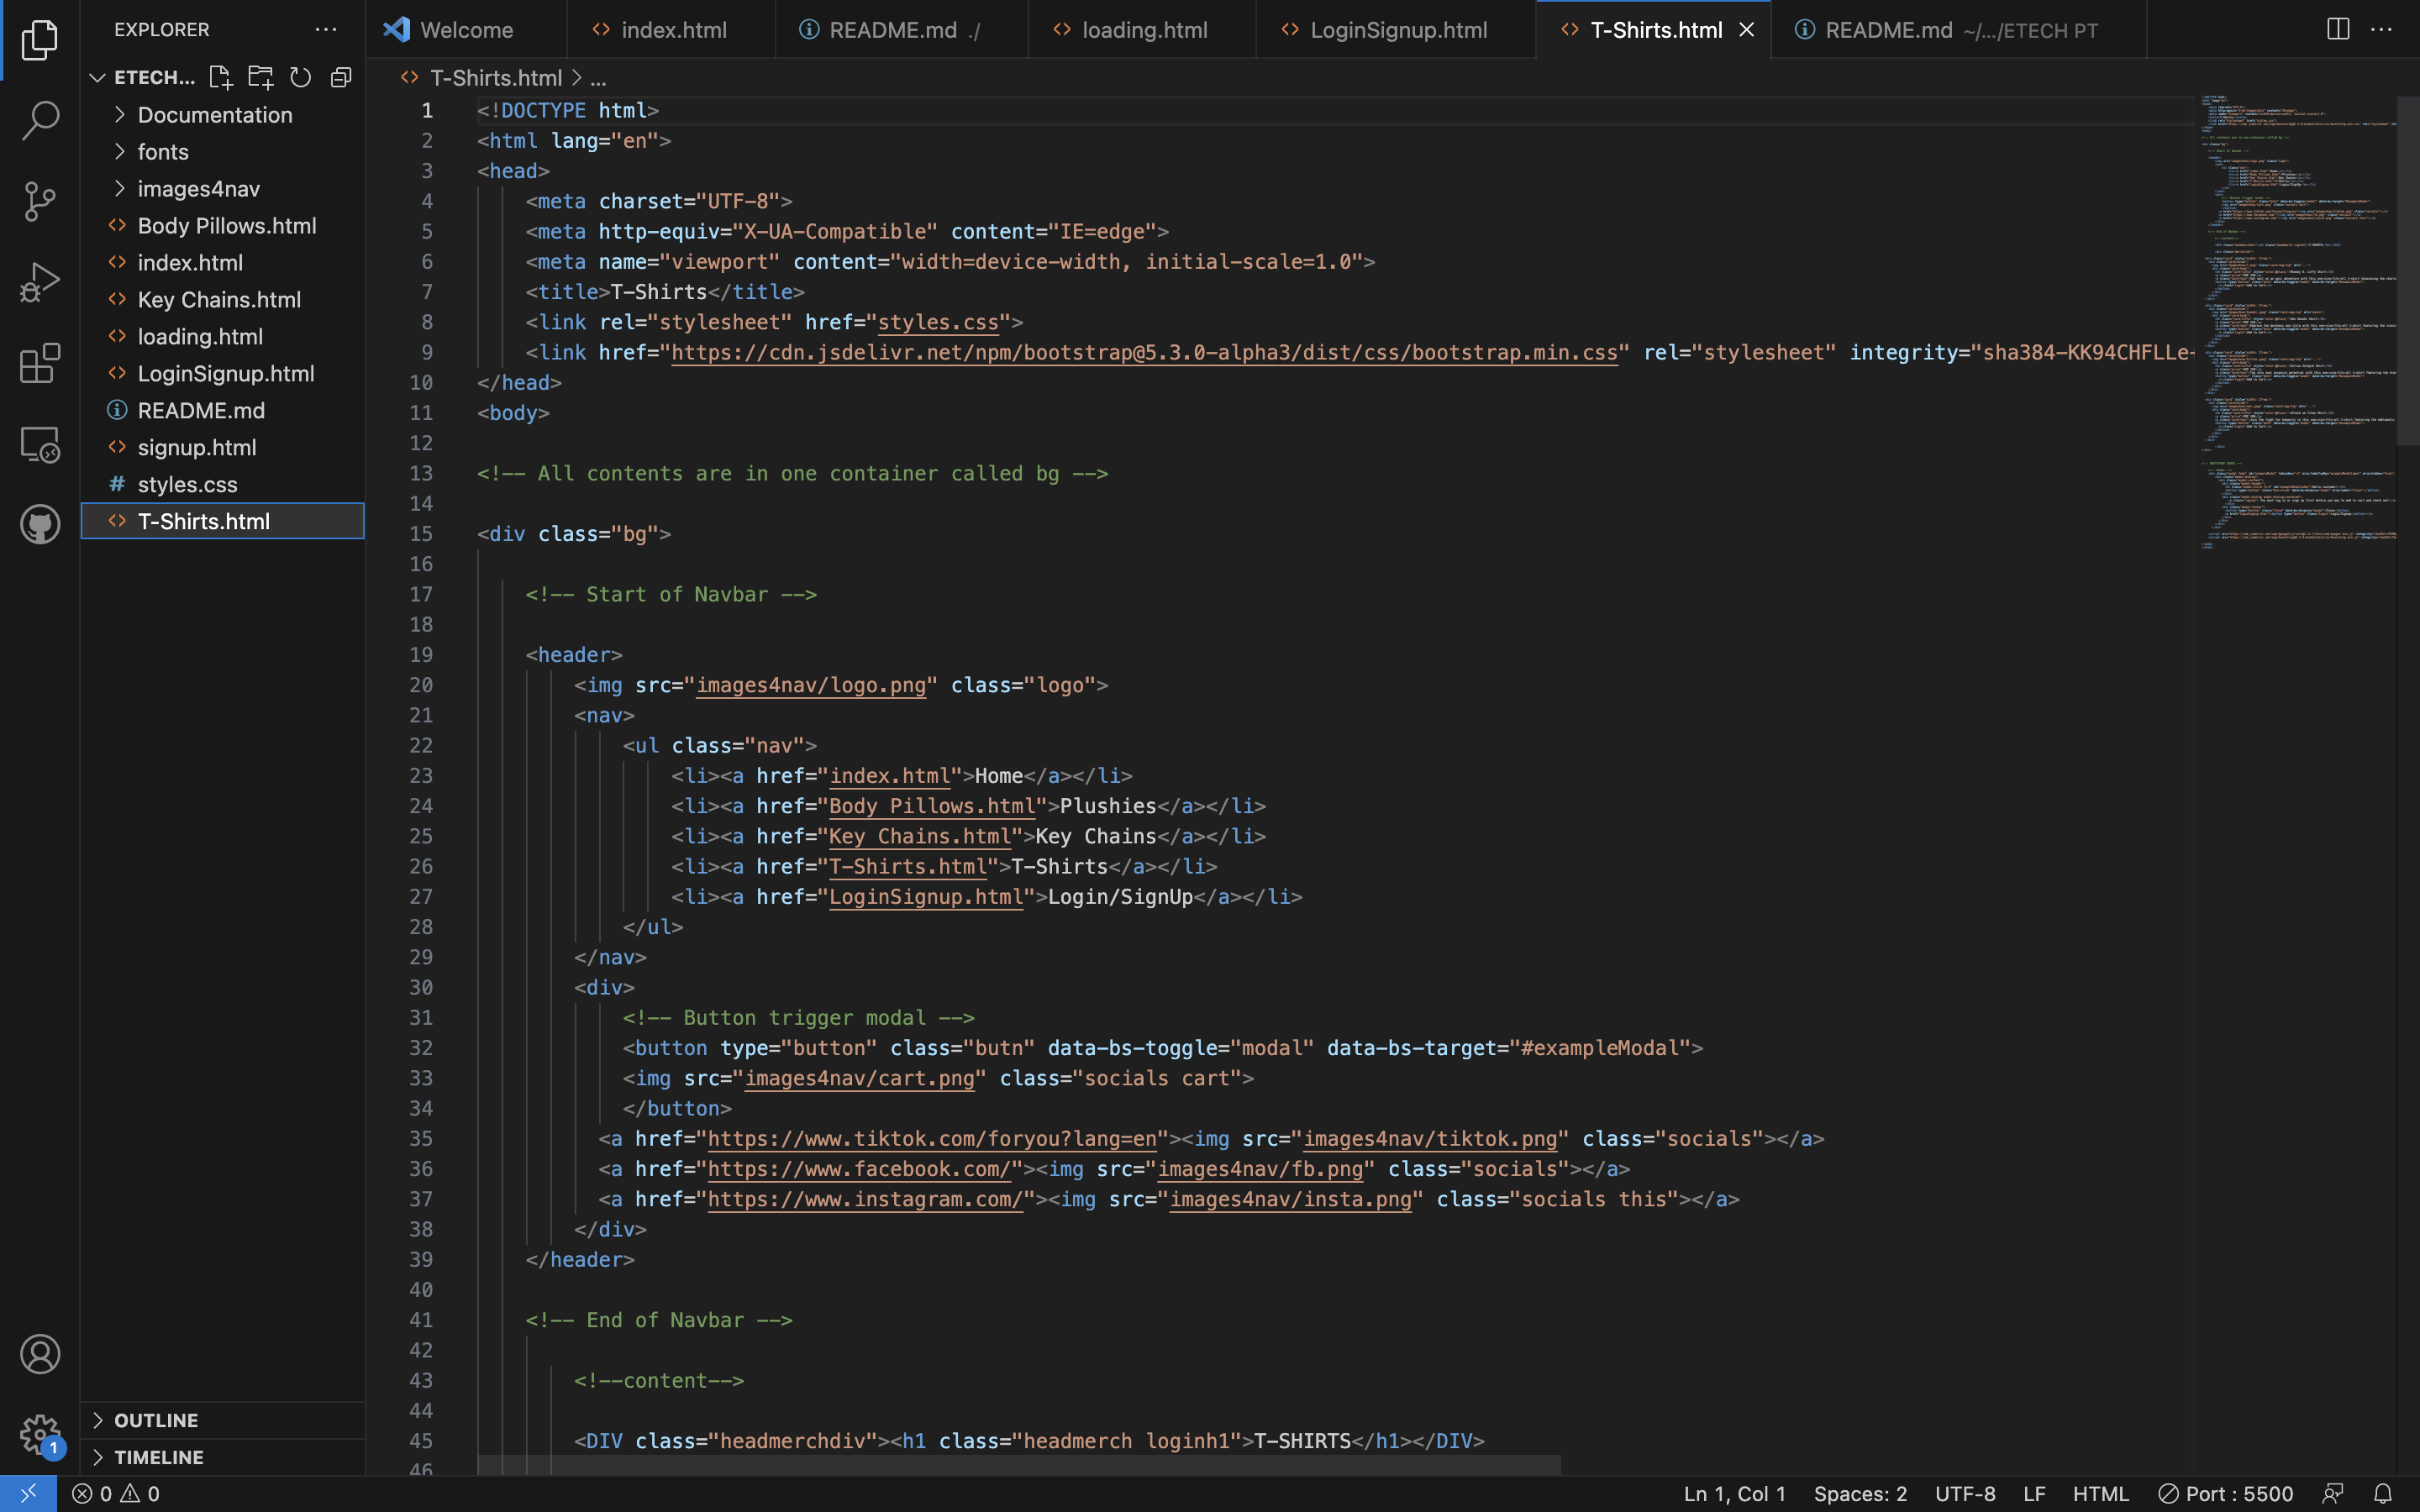 EXPLORER
Welcome
index.html
README.md ./
loading.html
LoginSignup.html
T-Shirts.html
README.md ~/.../ETECH PT
ETECH...
Documentation
fonts
images4nav
Body Pillows.html
index.html
Key Chains.html
loading.html
LoginSignup.html
README.md
signup.html
styles.css
T-Shirts.html
OUTLINE
TIMELINE
T-Shirts.html > ...
1 <!DOCTYPE html>
2 <html lang="en">
3 <head>
4 <meta charset="UTF-8">
5 <meta http-equiv="X-UA-Compatible" content="IE=edge">
6 <meta name="viewport" content="width=device-width, initial-scale=1.0">
7 <title>T-Shirts</title>
8 <link rel="stylesheet" href="styles.css">
9 <link href="https://cdn.jsdelivr.net/npm/bootstrap@5.3.0-alpha3/dist/css/bootstrap.min.css" rel="stylesheet" integrity="sha384-KK94CHFLLe-
10 </head>
11 <body>
12
13 <!-- All contents are in one container called bg -->
14
15 <div class="bg">
16
17 <!-- Start of Navbar -->
18
19 <header>
20 <img src="images4nav/logo.png" class="logo">
21 <nav>
22 <ul class="nav">
23 <li><a href="index.html">Home</a></li>
24 <li><a href="Body Pillows.html">Plushies</a></li>
25 <li><a href="Key Chains.html">Key Chains</a></li>
26 <li><a href="T-Shirts.html">T-Shirts</a></li>
27 <li><a href="LoginSignup.html">Login/SignUp</a></li>
28 </ul>
29 </nav>
30 <div>
31 <!-- Button trigger modal -->
32 <button type="button" class="butn" data-bs-toggle="modal" data-bs-target="#exampleModal">
33 <img src="images4nav/cart.png" class="socials cart">
34 </button>
35 <a href="https://www.tiktok.com/foryou?lang=en"><img src="images4nav/tiktok.png" class="socials"></a>
36 <a href="https://www.facebook.com/"><img src="images4nav/fb.png" class="socials"></a>
37 <a href="https://www.instagram.com/"><img src="images4nav/insta.png" class="socials this"></a>
38 </div>
39 </header>
40
41 <!-- End of Navbar -->
42
43 <!--content-->
44
45 <DIV class="headmerchdiv"><h1 class="headmerch loginh1">T-SHIRTS</h1></DIV>
46
1
0 0
Ln 1, Col 1
Spaces: 2
UTF-8
LF
HTML
Port : 5500